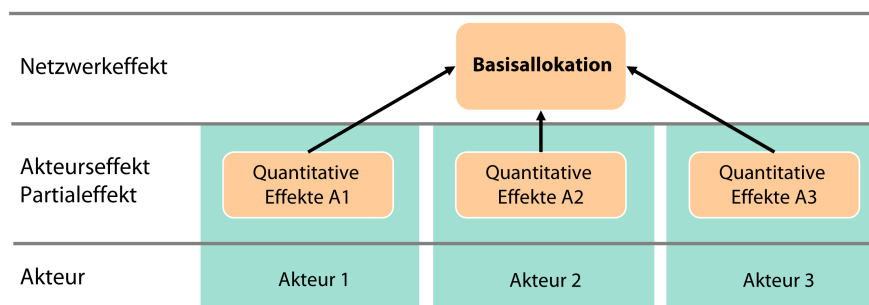 Netzwerkeffekt
Basisallokation
Akteurseffekt
Partialeffekt
Quantitative
Effekte A1
Quantitative
Effekte A2
Quantitative
Effekte A3
Akteur
Akteur 1
Akteur 2
Akteur 3